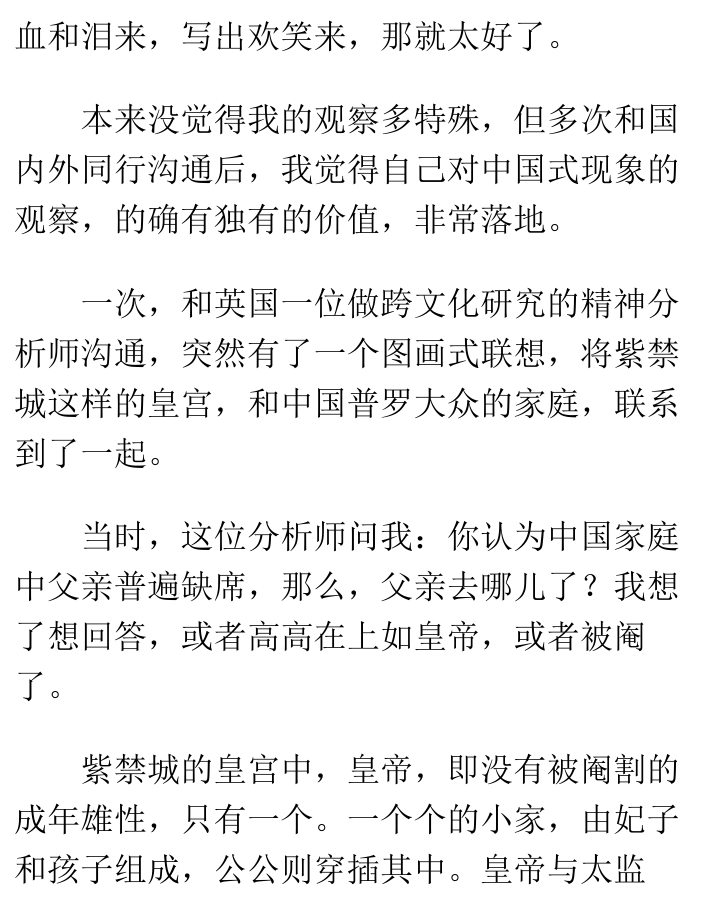 血和泪来，写出欢笑来，那就太好了。
本来没觉得我的观察多特殊，但多次和国
内外同行沟通后，我觉得自己对中国式现象的
观察，的确有独有的价值，非常落地。
一次，和英国一位做跨文化研究的精神分
析师沟通，突然有了一个图画式联想，将紫禁
城这样的皇宫，和中国普罗大众的家庭，联系
到了一起。
当时，这位分析师问我：你认为中国家庭
中父亲普遍缺席，那么，父亲去哪儿了？我想
了想回答，或者高高在上如皇帝，或者被阉
了。
紫禁城的皇宫中，皇帝，即没有被阉割的
成年雄性，只有一个。一个个的小家，由妃子
和孩子组成，公公则穿插其中。皇帝与太监